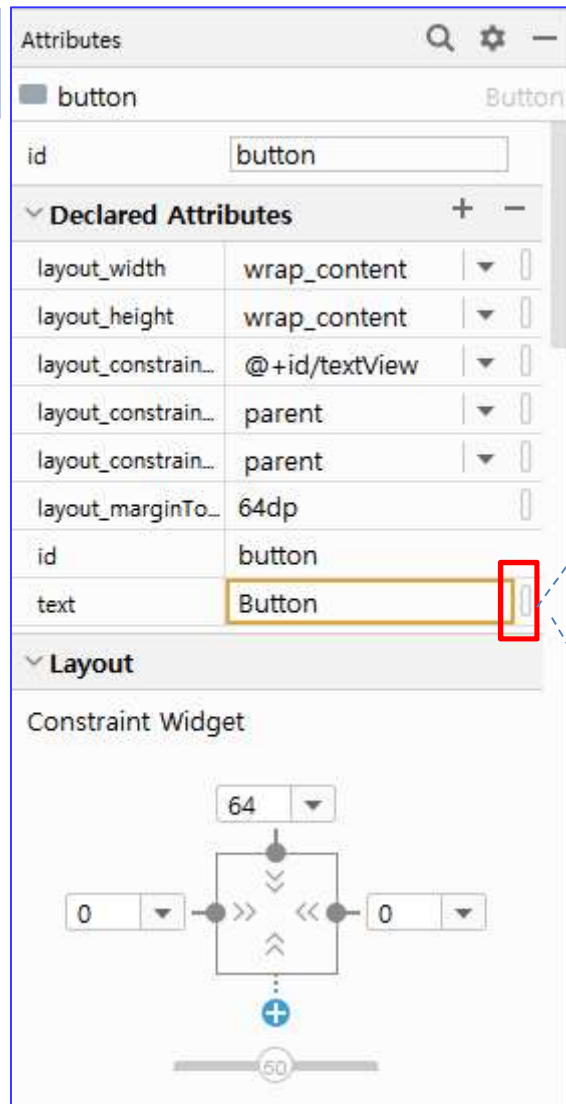 Attributes
button Button
id button
Declared Attributes
layout_width wrap_content
layout_height wrap_content
layout_constrain... @+id/textView
layout_constrain... parent
layout_constrain... parent
layout_marginTo... 64dp
id button
text Button
Layout
Constraint Widget
64
0 0
50